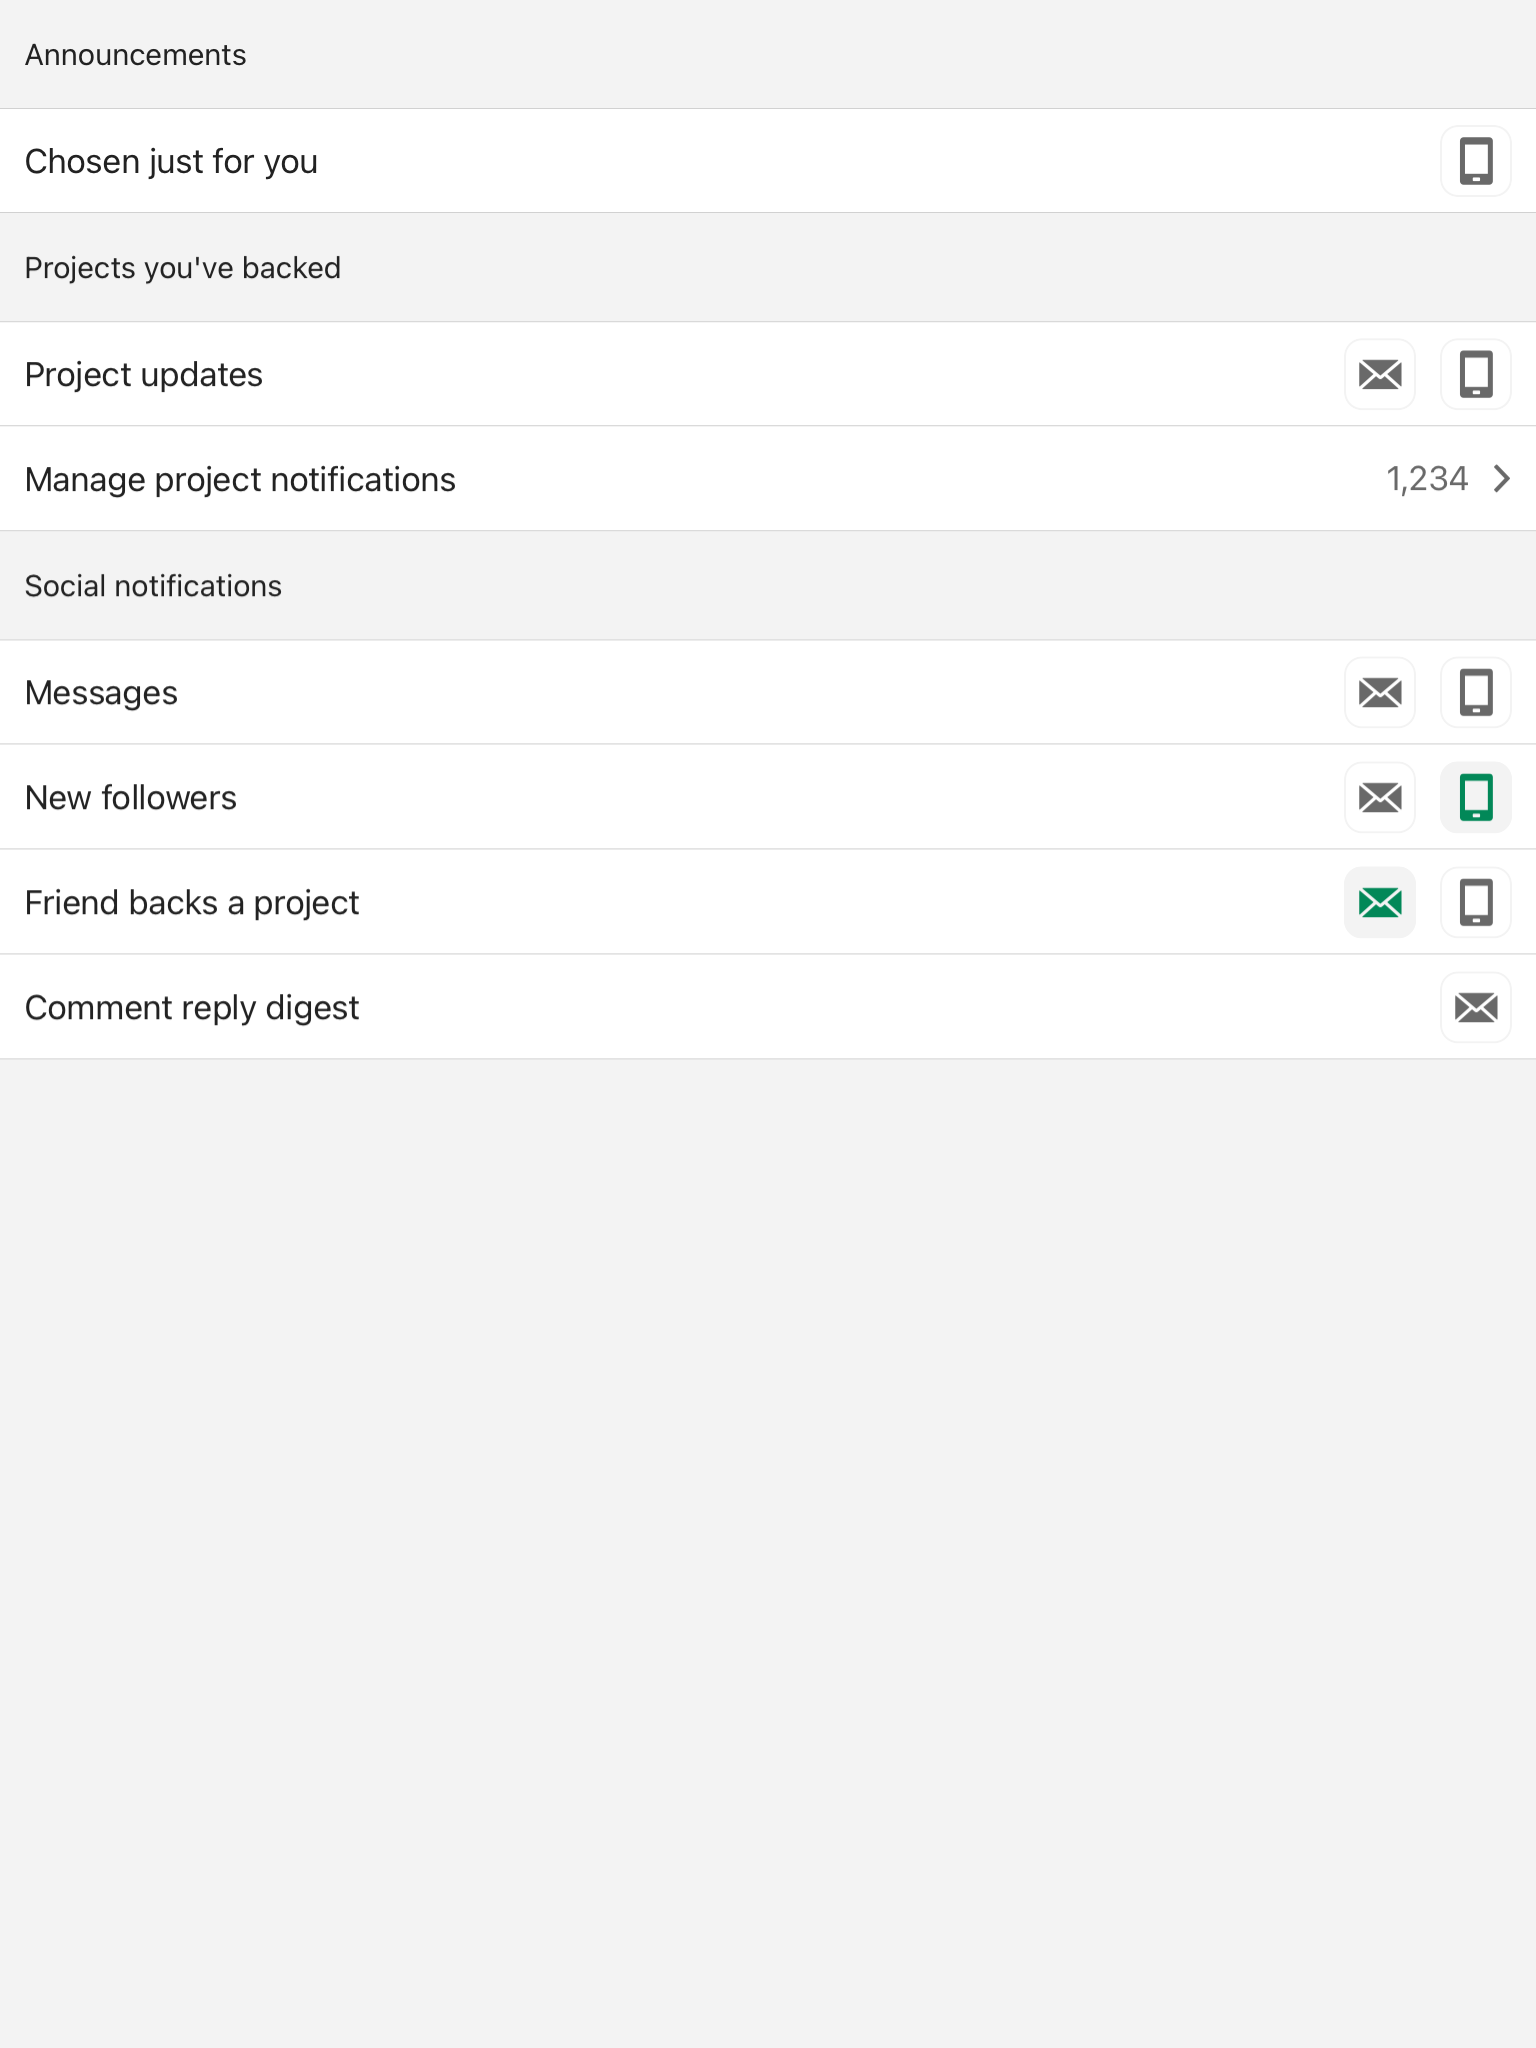 Announcements
Chosen just for you
Projects you've backed
Project updates
Manage project notifications 1,234
Social notifications
Messages
New followers
Friend backs a project
Comment reply digest